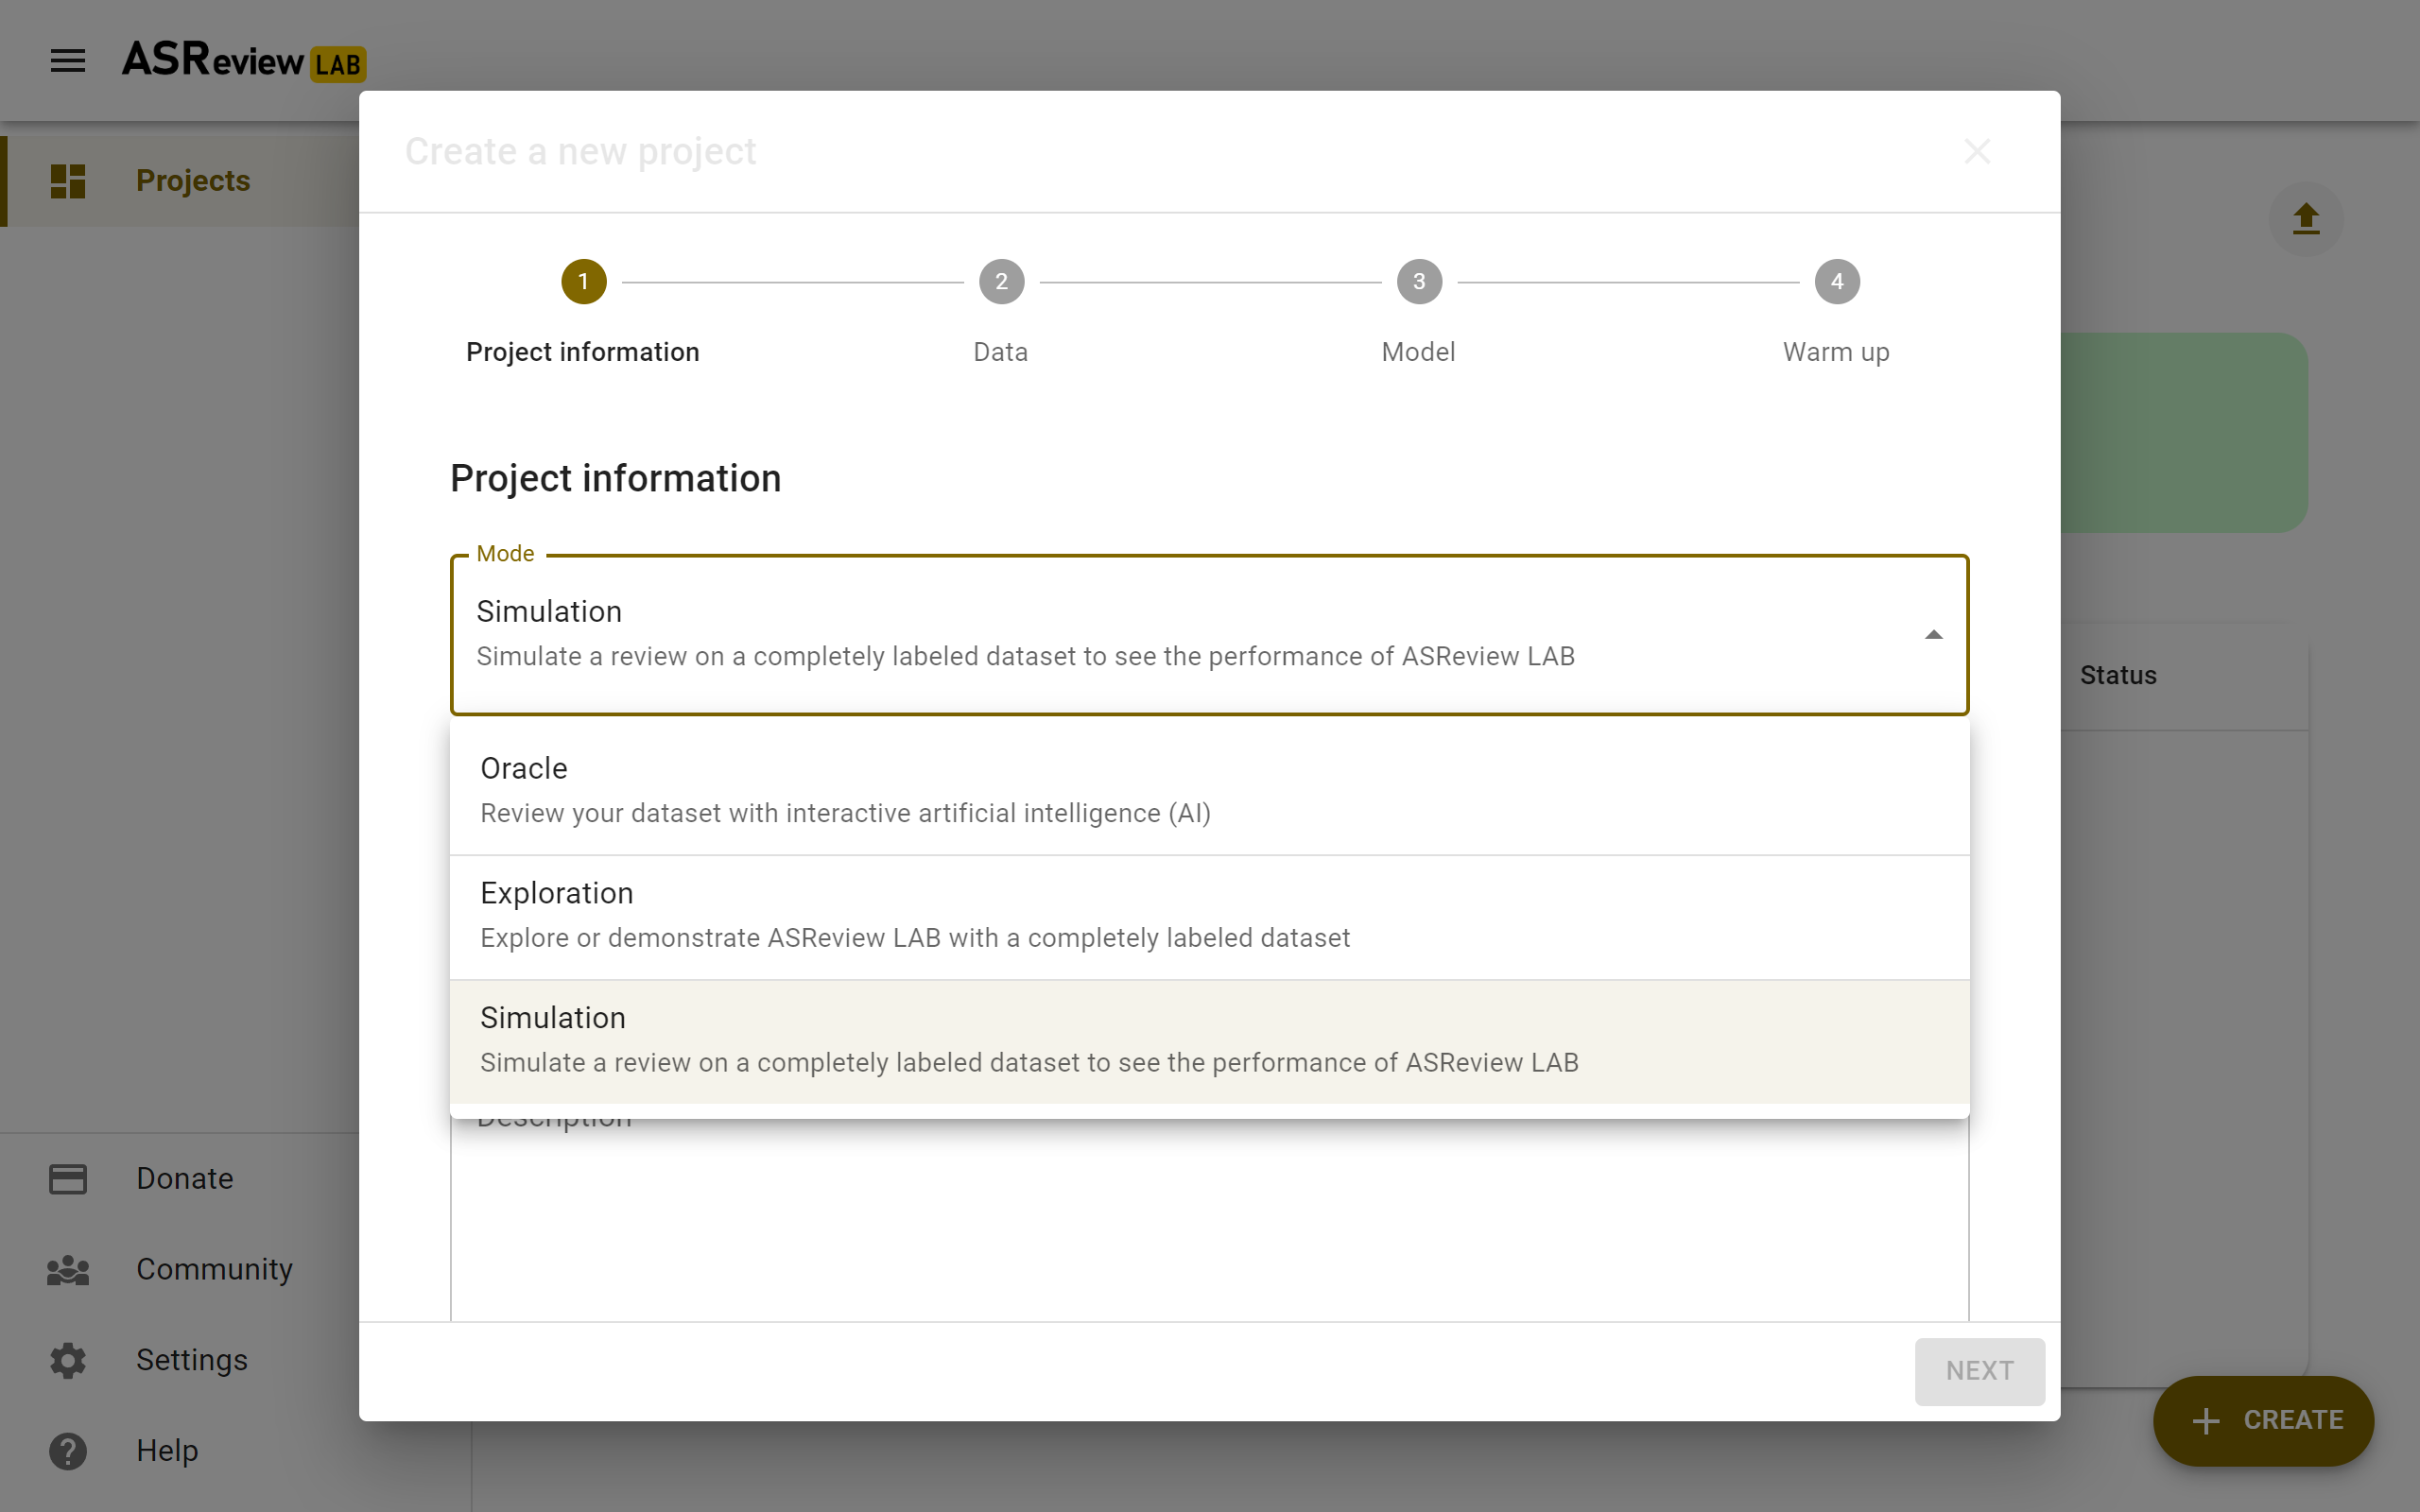 ASReview LAB
Projects
Create a new project
1
2
3
4
Project information
Data
Model
Warm up
Project information
Mode
Simulation
Simulate a review on a completely labeled dataset to see the performance of ASReview LAB
Status
Oracle
Review your dataset with interactive artificial intelligence (AI)
Exploration
Explore or demonstrate ASReview LAB with a completely labeled dataset
Simulation
Simulate a review on a completely labeled dataset to see the performance of ASReview LAB
Description
Donate
Community
Settings
Help
NEXT
CREATE